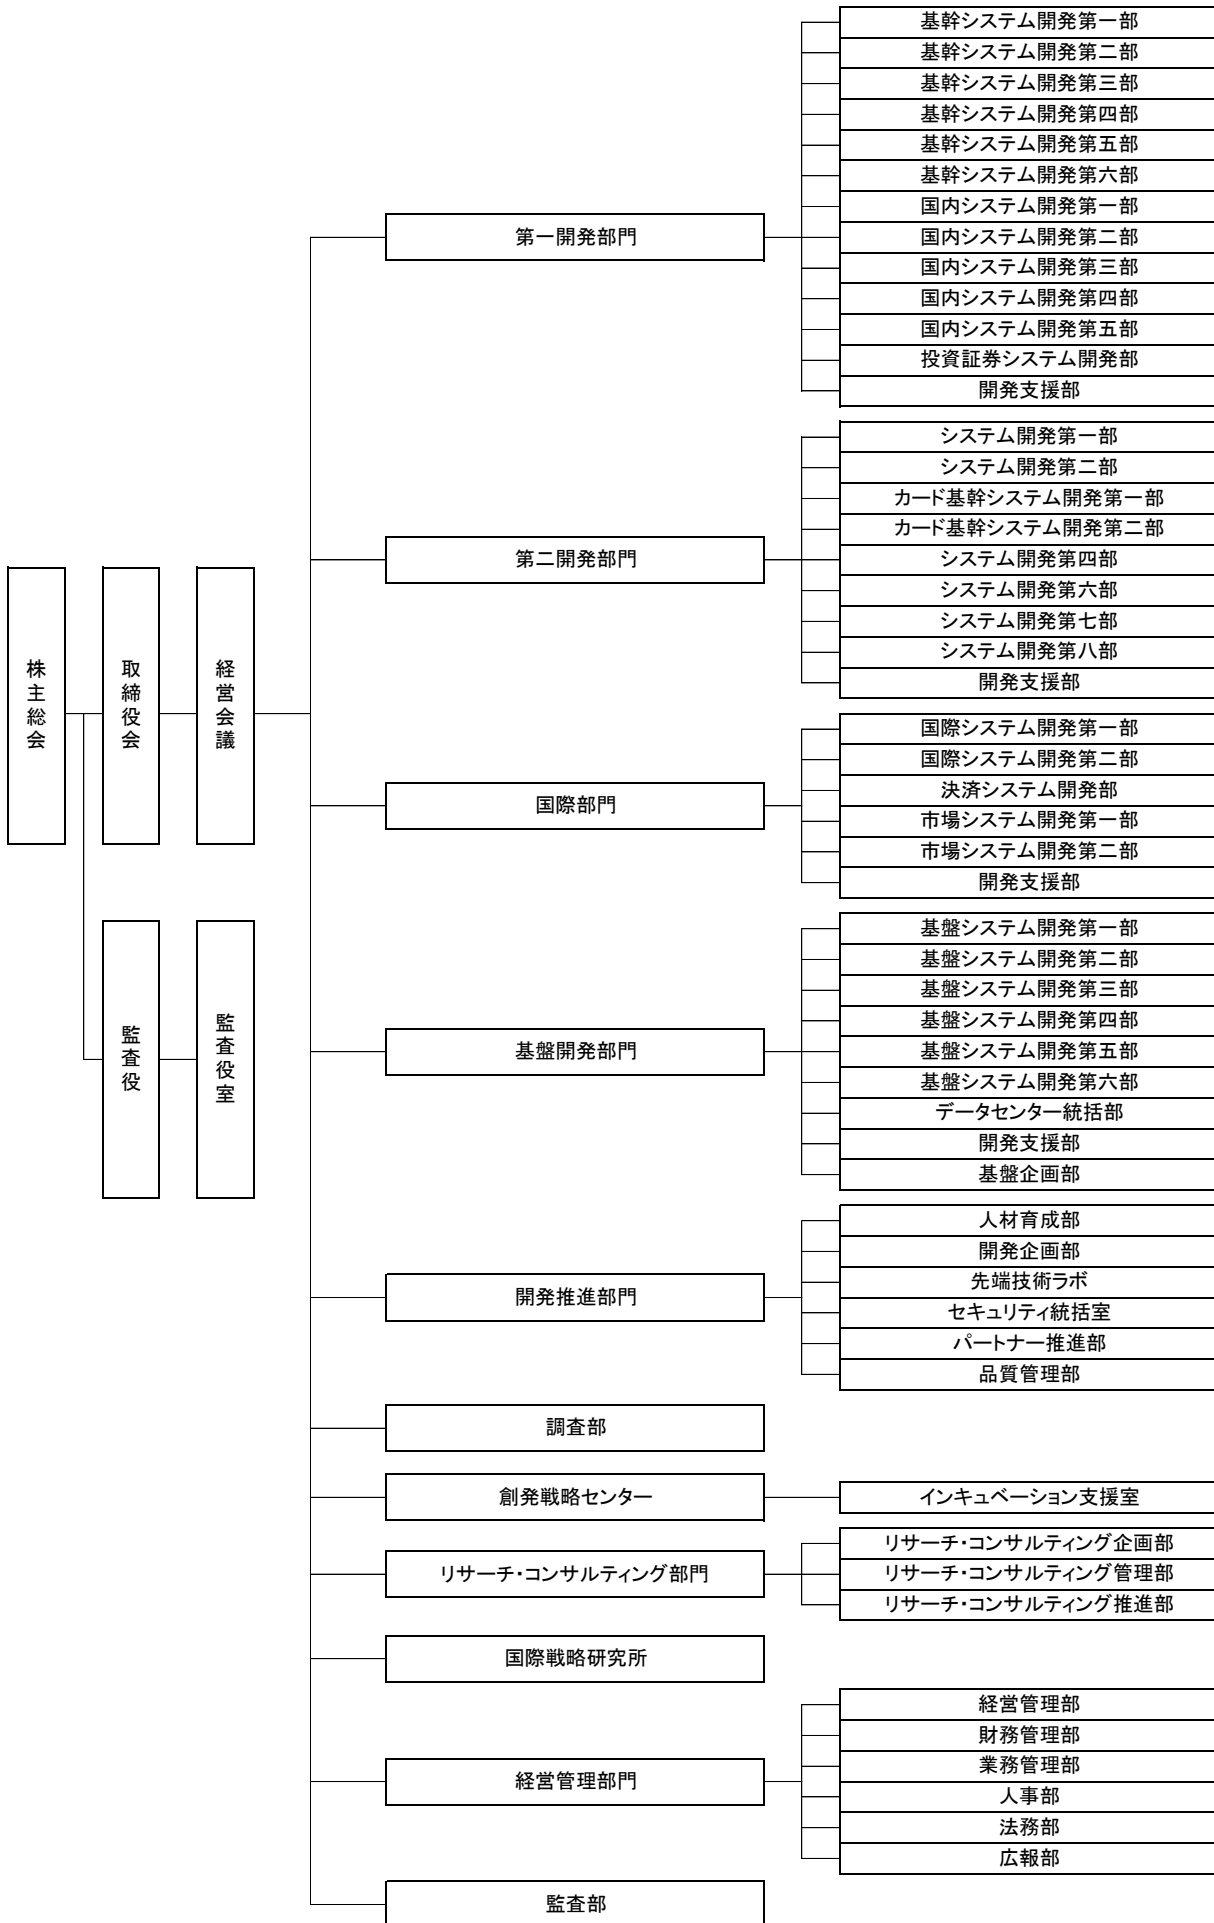 株主総会
取締役会
経営会議
監査役
監査役室
第一開発部門
基幹システム開発第一部
基幹システム開発第二部
基幹システム開発第三部
基幹システム開発第四部
基幹システム開発第五部
基幹システム開発第六部
国内システム開発第一部
国内システム開発第二部
国内システム開発第三部
国内システム開発第四部
国内システム開発第五部
投資証券システム開発部
開発支援部
第二開発部門
システム開発第一部
システム開発第二部
カード基幹システム開発第一部
カード基幹システム開発第二部
システム開発第四部
システム開発第六部
システム開発第七部
システム開発第八部
開発支援部
国際部門
国際システム開発第一部
国際システム開発第二部
決済システム開発部
市場システム開発第一部
市場システム開発第二部
開発支援部
基盤開発部門
基盤システム開発第一部
基盤システム開発第二部
基盤システム開発第三部
基盤システム開発第四部
基盤システム開発第五部
基盤システム開発第六部
データセンター統括部
開発支援部
基盤企画部
開発推進部門
人材育成部
開発企画部
先端技術ラボ
セキュリティ統括室
パートナー推進部
品質管理部
調査部
創発戦略センター
インキュベーション支援室
リサーチ・コンサルティング部門
リサーチ・コンサルティング企画部
リサーチ・コンサルティング管理部
リサーチ・コンサルティング推進部
国際戦略研究所
経営管理部門
経営管理部
財務管理部
業務管理部
人事部
法務部
広報部
監査部